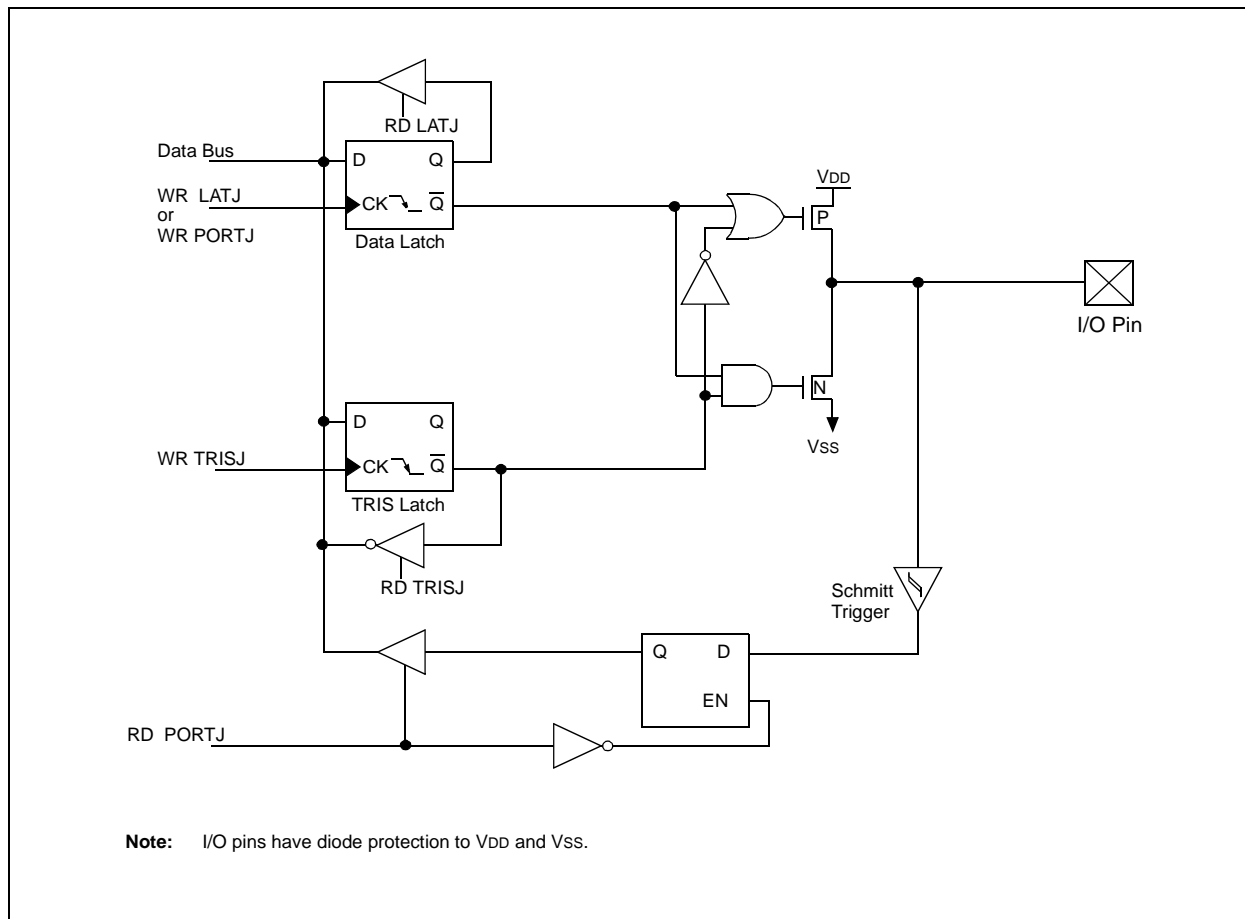 RD LATJ
Data Bus
D
Q
VDD
WR LATJ
or
WR PORTJ
CK
Q̅
P
Data Latch
I/O Pin
D
Q
N
WR TRISJ
CK
Q̅
VSS
TRIS Latch
RD TRISJ
Schmitt
Trigger
Q
D
EN
RD PORTJ
Note: I/O pins have diode protection to VDD and VSS.